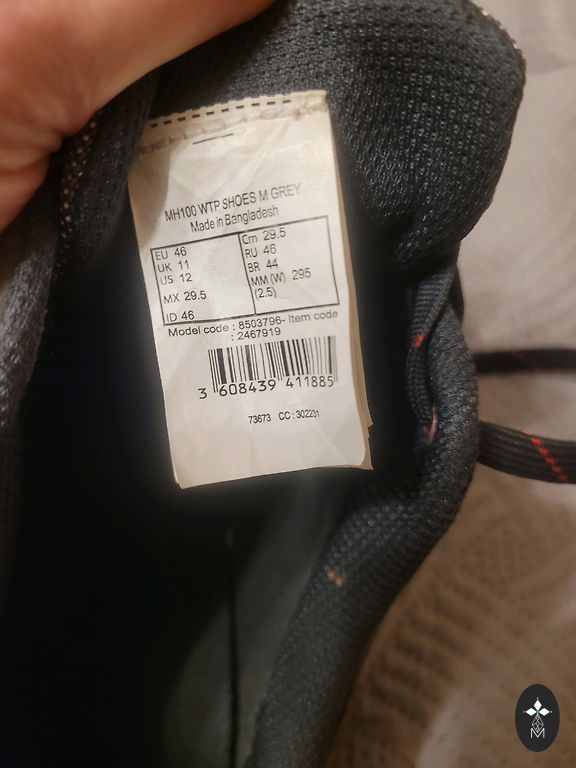 MH100 WTP SHOES M GREY
Made in Bangladesh
EU 46
UK 11
US 12
MX 29.5
ID 46
Cm 29.5
RU 46
BR 44
MM (W) 295
(2.5)
Model code : 8503796- Item code
: 2467919
3 608439 411885
73673 CC : 302231
M